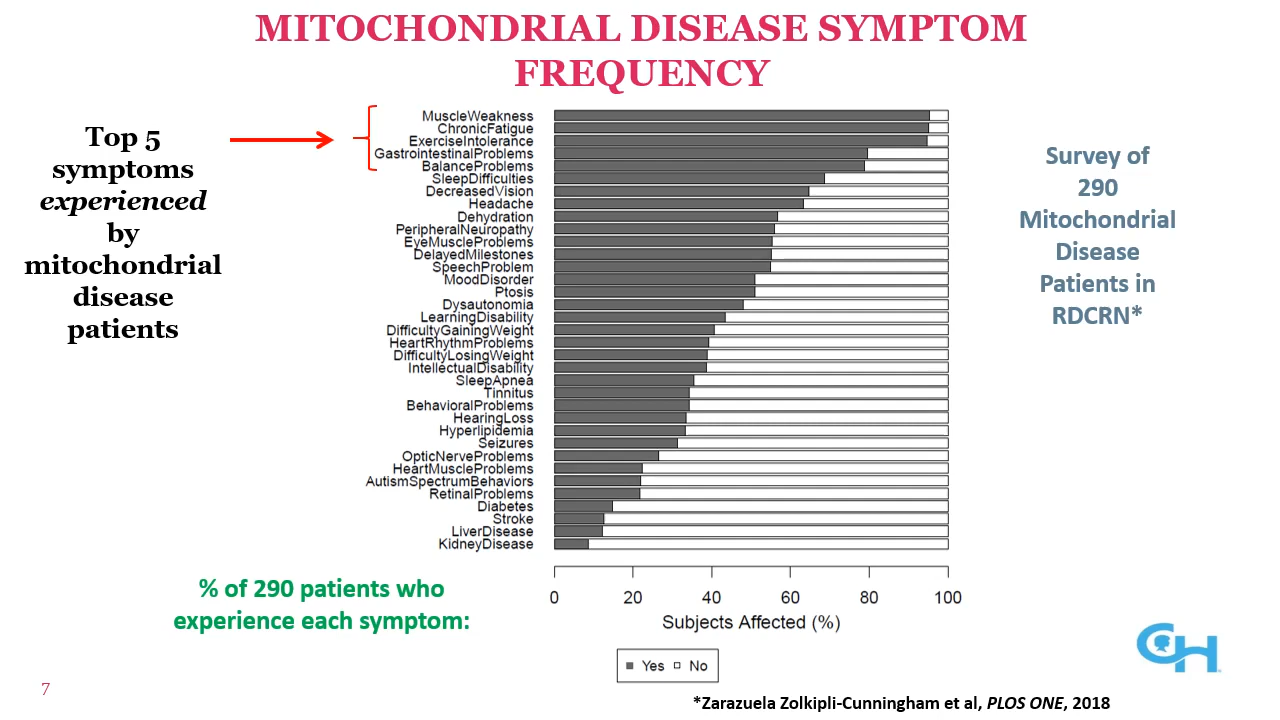 MITOCHONDRIAL DISEASE SYMPTOM
FREQUENCY
Top 5
symptoms
experienced
by
mitochondrial
disease
patients
MuscleWeakness
ChronicFatigue
ExerciseIntolerance
GastrointestinalProblems
BalanceProblems
SleepDifficulties
DecreasedVision
Headache
Dehydration
PeripheralNeuropathy
EyeMuscleProblems
DelayedMilestones
SpeechProblem
MoodDisorder
Ptosis
Dysautonomia
LearningDisability
DifficultyGainingWeight
HeartRhythmProblems
DifficultyLosingWeight
IntellectualDisability
SleepApnea
Tinnitus
BehavioralProblems
HearingLoss
Hyperlipidemia
Seizures
OpticNerveProblems
HeartMuscleProblems
AutismSpectrumBehaviors
RetinalProblems
Diabetes
Stroke
LiverDisease
KidneyDisease
0 20 40 60 80 100
Subjects Affected (%)
Yes No
Survey of
290
Mitochondrial
Disease
Patients in
RDCRN*
% of 290 patients who
experience each symptom:
CH
7
*Zarazuela Zolkipli-Cunningham et al, PLOS ONE, 2018